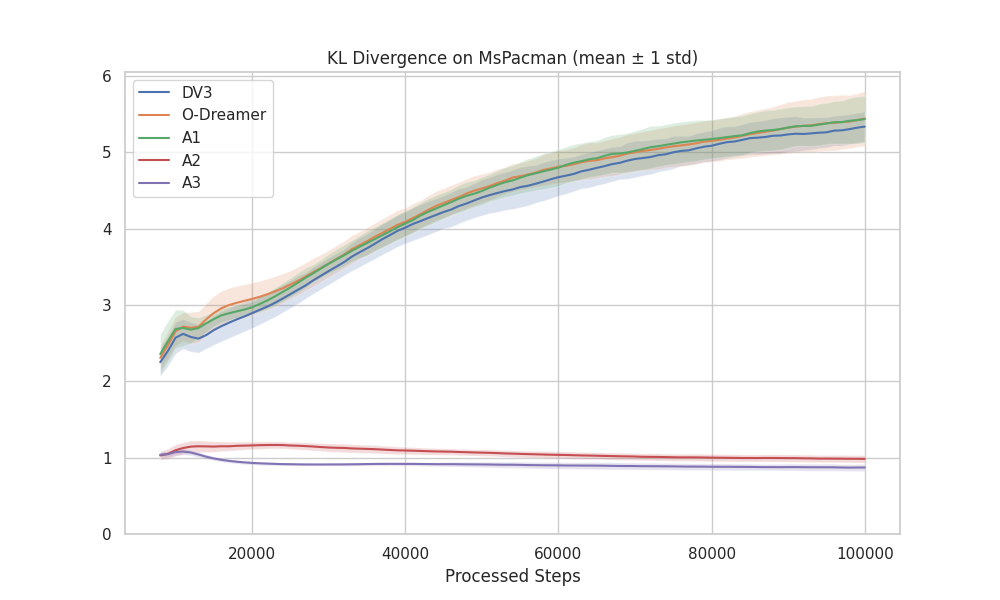 KL Divergence on MsPacman (mean ± 1 std)
DV3
O-Dreamer
A1
A2
A3
6
5
4
3
2
1
0
20000 40000 60000 80000 100000
Processed Steps